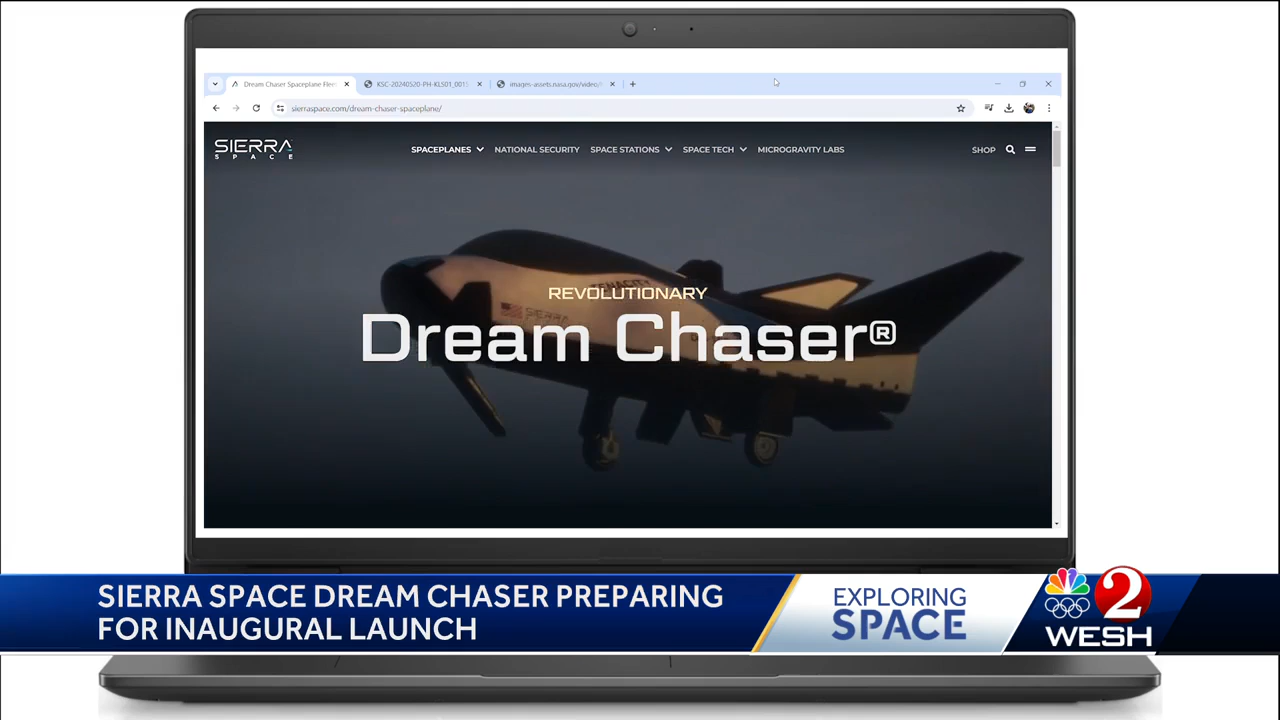 Dream Chaser Spaceplane Flee
KSC-20240520-PH-KLS01_001
images-assets.nasa.gov/video/
sierraspace.com/dream-chaser-spaceplane/
SIERRA
SPACE
SPACEPLANES
NATIONAL SECURITY
SPACE STATIONS
SPACE TECH
MICROGRAVITY LABS
SHOP
TENACITY
REVOLUTIONARY
SIERRA
Dream Chaser®
SIERRA SPACE DREAM CHASER PREPARING
FOR INAUGURAL LAUNCH
EXPLORING
SPACE
2
WESH